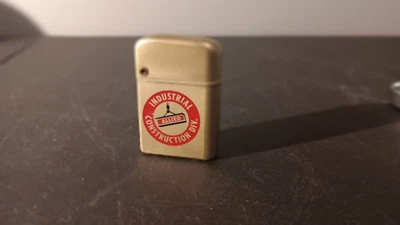 INDUSTRIAL
ALLIED
CONSTRUCTION DIV.